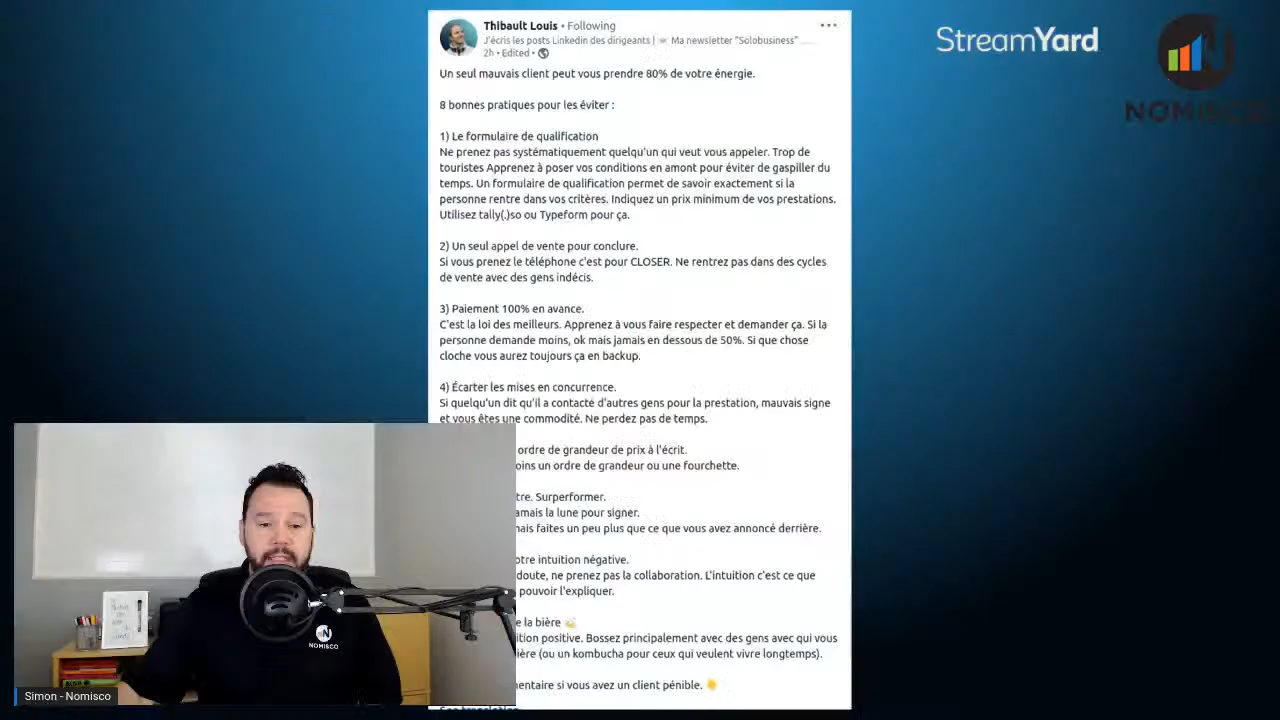 Thibault Louis • Following
J'écris les posts Linkedin des dirigeants | Ma newsletter "Solobusiness"......
2h • Edited •
Un seul mauvais client peut vous prendre 80% de votre énergie.
8 bonnes pratiques pour les éviter :
1) Le formulaire de qualification
Ne prenez pas systématiquement quelqu'un qui veut vous appeler. Trop de
touristes Apprenez à poser vos conditions en amont pour éviter de gaspiller du
temps. Un formulaire de qualification permet de savoir exactement si la
personne rentre dans vos critères. Indiquez un prix minimum de vos prestations.
Utilisez tally(.)so ou Typeform pour ça.
2) Un seul appel de vente pour conclure.
Si vous prenez le téléphone c'est pour CLOSER. Ne rentrez pas dans des cycles
de vente avec des gens indécis.
3) Paiement 100% en avance.
C'est la loi des meilleurs. Apprenez à vous faire respecter et demander ça. Si la
personne demande moins, ok mais jamais en dessous de 50%. Si que chose
cloche vous aurez toujours ça en backup.
4) Écarter les mises en concurrence.
Si quelqu'un dit qu'il a contacté d'autres gens pour la prestation, mauvais signe
et vous êtes une commodité. Ne perdez pas de temps.
ordre de grandeur de prix à l'écrit.
oins un ordre de grandeur ou une fourchette.
tre. Surperformer.
amais la lune pour signer.
mais faites un peu plus que ce que vous avez annoncé derrière.
otre intuition négative.
doute, ne prenez pas la collaboration. L'intuition c'est ce que
pouvoir l'expliquer.
e la bière
ition positive. Bossez principalement avec des gens avec qui vous
ière (ou un kombucha pour ceux qui veulent vivre longtemps).
mentaire si vous avez un client pénible.
StreamYard
NOMISCO
NOMISCO
Simon - Nomisco